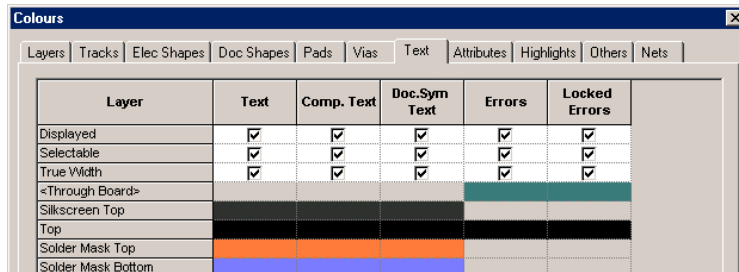 Colours
Layers Tracks Elec Shapes Doc Shapes Pads Vias Text Attributes Highlights Others Nets
Layer Text Comp. Text Doc.Sym Text Errors Locked Errors
Displayed
Selectable
True Width
<Through Board>
Silkscreen Top
Top
Solder Mask Top
Solder Mask Bottom